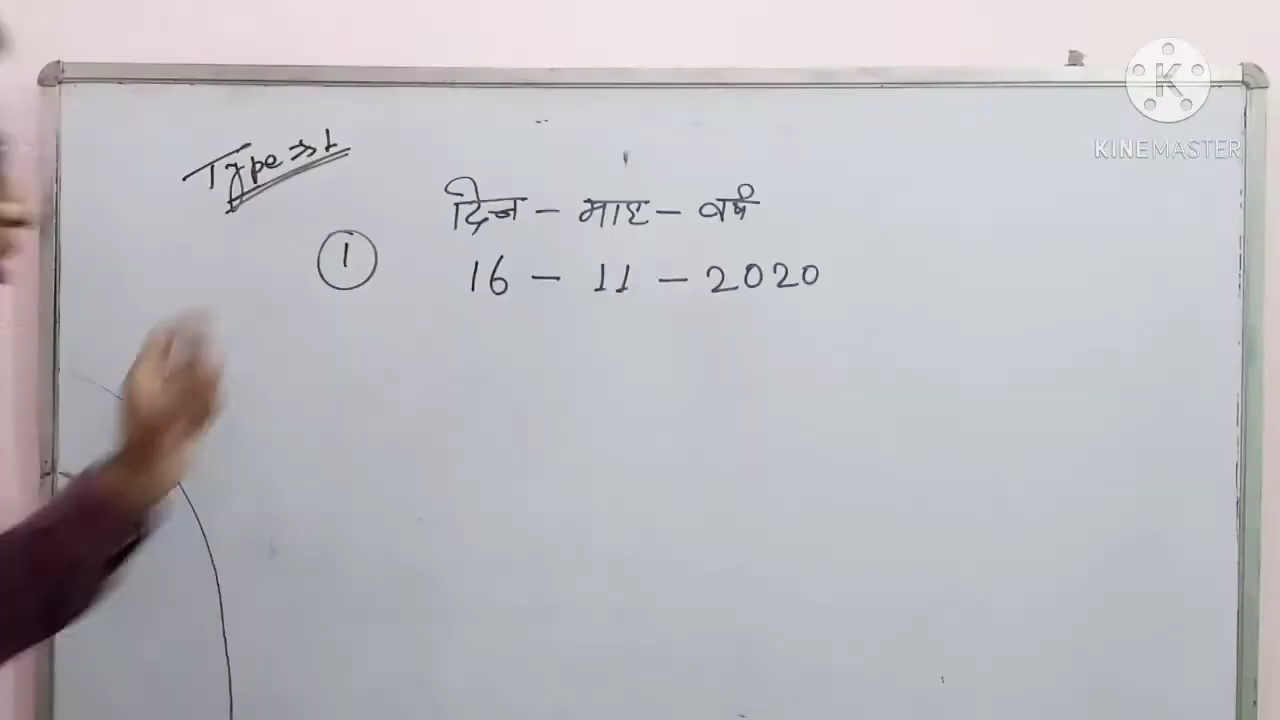 Type ⇒ 1
दिन - माह - वर्ष
① 16 - 11 - 2020
K
KINEMASTER